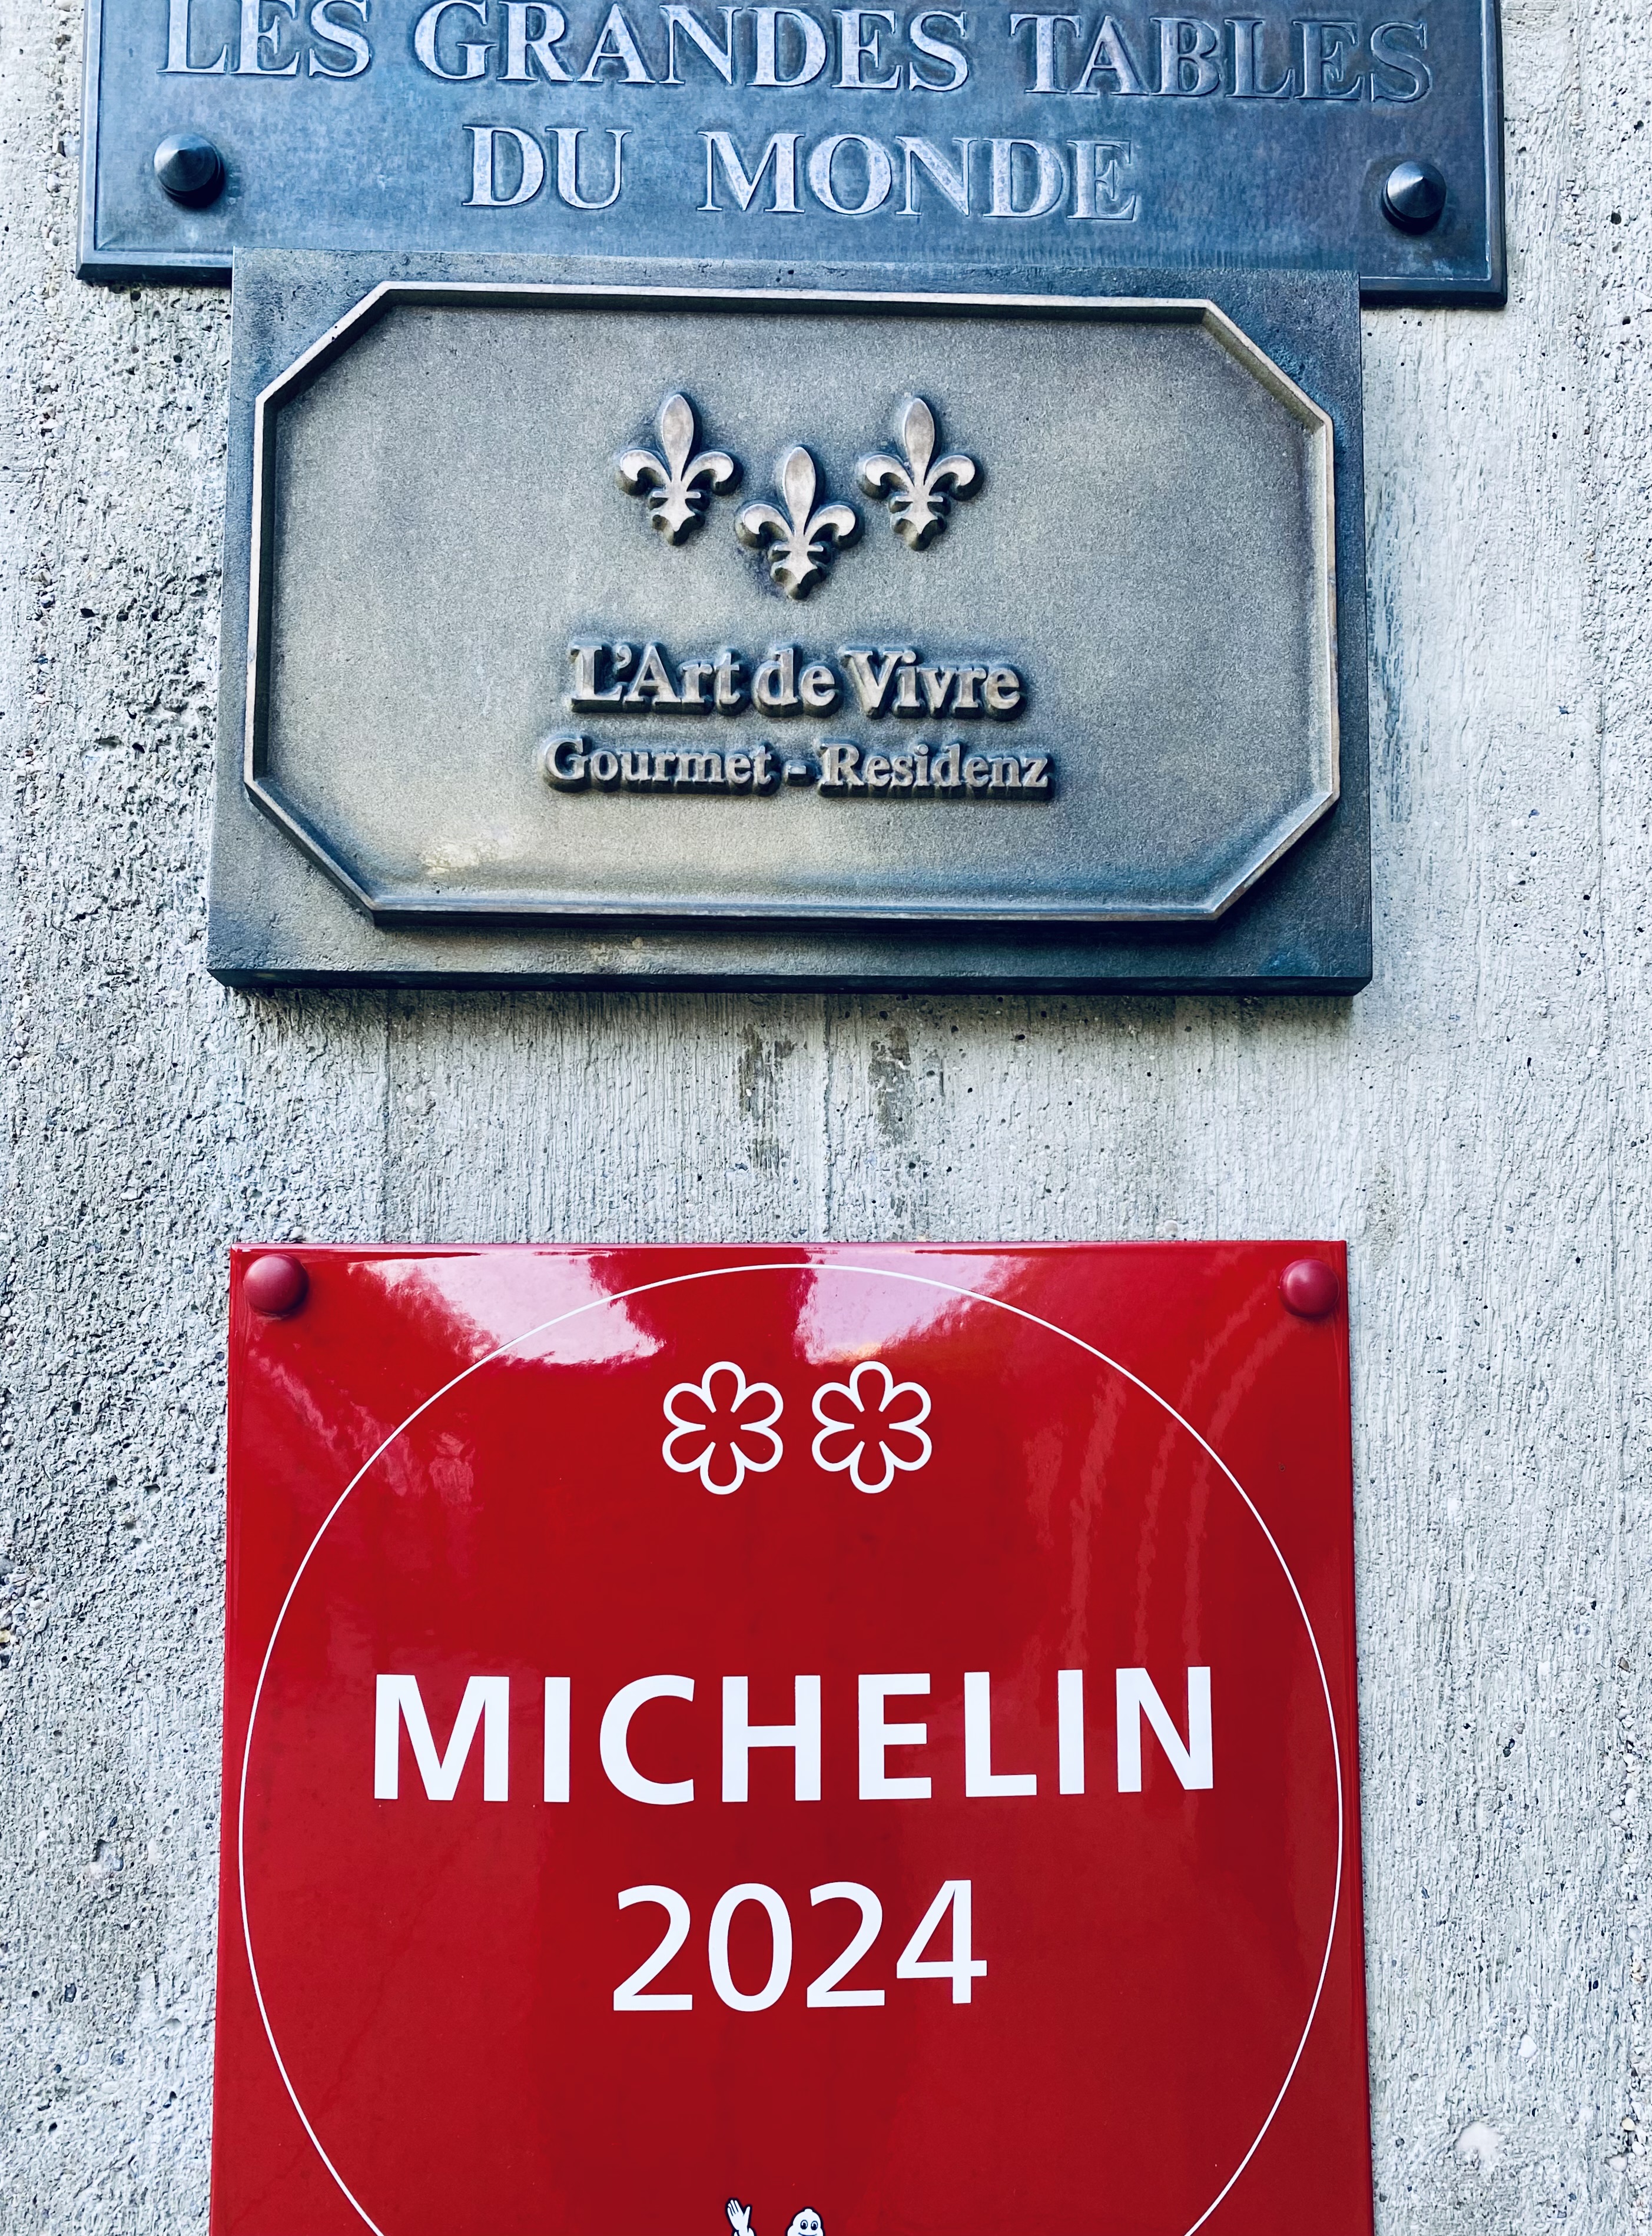 LES GRANDES TABLES
DU MONDE
L'Art de Vivre
Gourmet - Residenz
MICHELIN
2024